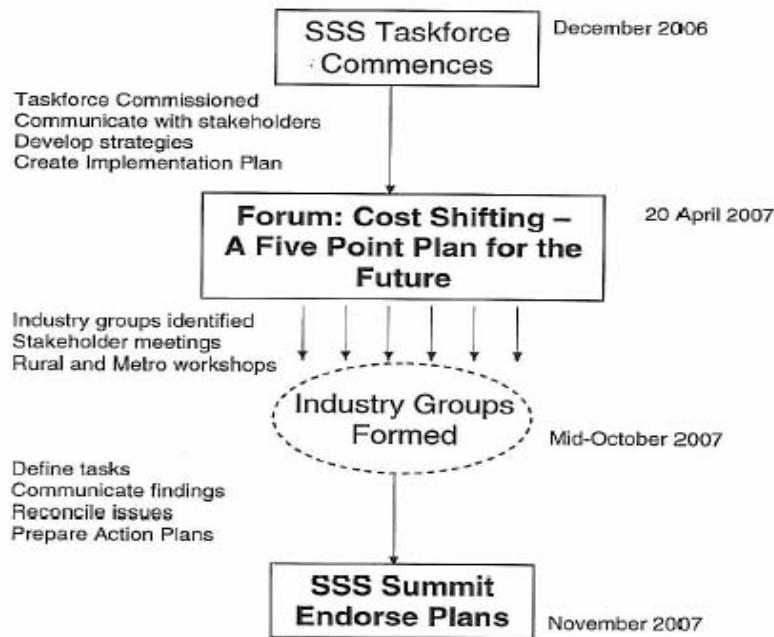 SSS Taskforce
Commences
December 2006
Taskforce Commissioned
Communicate with stakeholders
Develop strategies
Create Implementation Plan
Forum: Cost Shifting –
A Five Point Plan for the
Future
20 April 2007
Industry groups identified
Stakeholder meetings
Rural and Metro workshops
Industry Groups
Formed
Mid-October 2007
Define tasks
Communicate findings
Reconcile issues
Prepare Action Plans
SSS Summit
Endorse Plans
November 2007